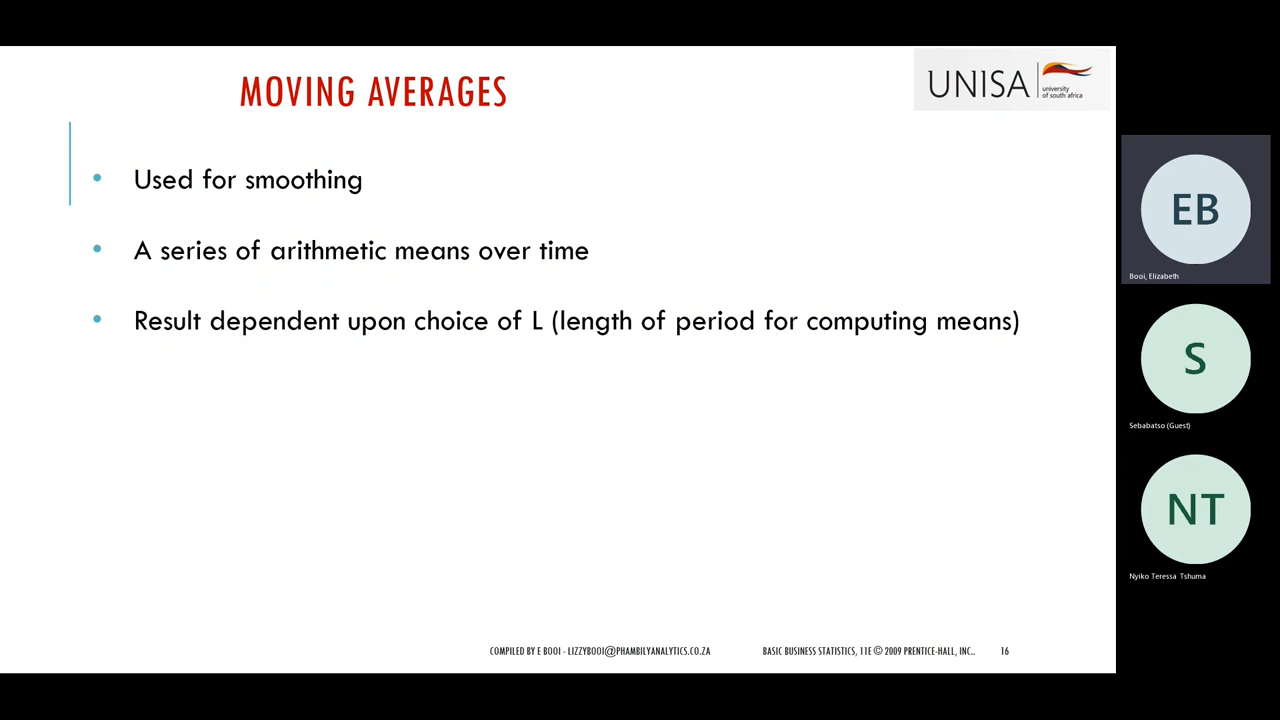 MOVING AVERAGES
UNISA
university
of south africa
• Used for smoothing
• A series of arithmetic means over time
• Result dependent upon choice of L (length of period for computing means)
COMPILED BY E BOOI - LIZZYBOOI@PHAMBILYANALYTICS.CO.ZA
BASIC BUSINESS STATISTICS, 11E © 2009 PRENTICE-HALL, INC..
16
EB
Booi, Elizabeth
S
Sebabatso (Guest)
NT
Nyiko Teressa Tshuma